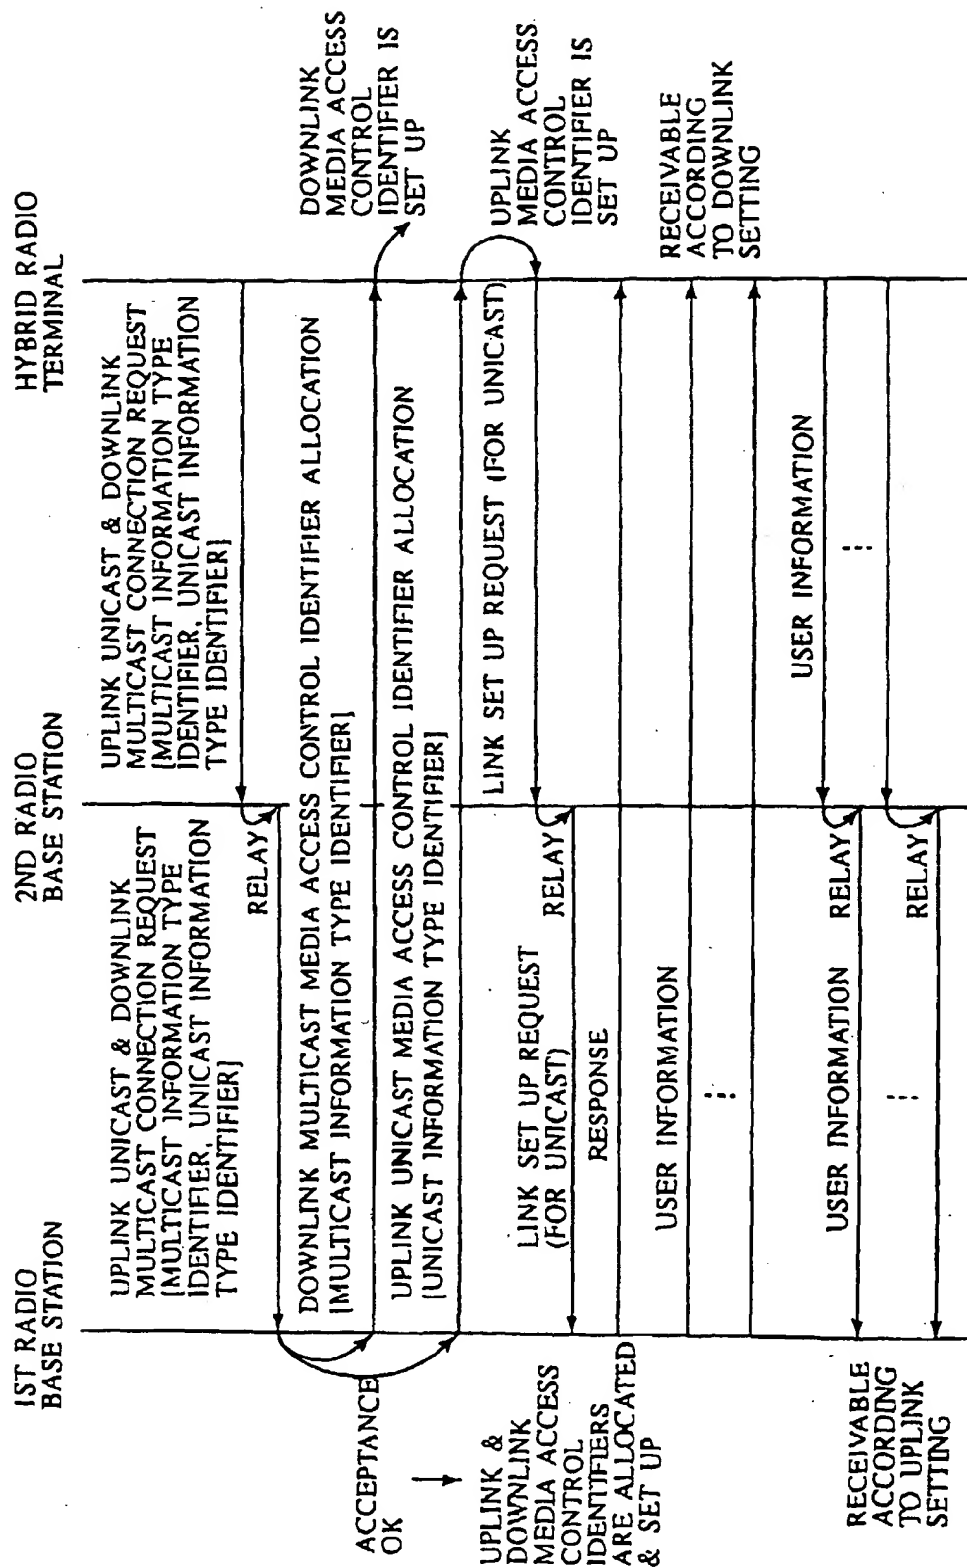 1ST RADIO
BASE STATION
2ND RADIO
BASE STATION
HYBRID RADIO
TERMINAL
UPLINK UNICAST & DOWNLINK
MULTICAST CONNECTION REQUEST
[MULTICAST INFORMATION TYPE
IDENTIFIER, UNICAST INFORMATION
TYPE IDENTIFIER]
UPLINK UNICAST & DOWNLINK
MULTICAST CONNECTION REQUEST
[MULTICAST INFORMATION TYPE
IDENTIFIER, UNICAST INFORMATION
TYPE IDENTIFIER]
RELAY
ACCEPTANCE
OK
DOWNLINK MULTICAST MEDIA ACCESS CONTROL IDENTIFIER ALLOCATION
[MULTICAST INFORMATION TYPE IDENTIFIER]
DOWNLINK
MEDIA ACCESS
CONTROL
IDENTIFIER IS
SET UP
UPLINK UNICAST MEDIA ACCESS CONTROL IDENTIFIER ALLOCATION
[UNICAST INFORMATION TYPE IDENTIFIER]
UPLINK &
DOWNLINK
MEDIA ACCESS
CONTROL
IDENTIFIERS
ARE ALLOCATED
& SET UP
UPLINK
MEDIA ACCESS
CONTROL
IDENTIFIER IS
SET UP
LINK SET UP REQUEST (FOR UNICAST)
LINK SET UP REQUEST
(FOR UNICAST)
RELAY
RESPONSE
USER INFORMATION
RECEIVABLE
ACCORDING
TO DOWNLINK
SETTING
USER INFORMATION
USER INFORMATION
RELAY
RELAY
RECEIVABLE
ACCORDING
TO UPLINK
SETTING